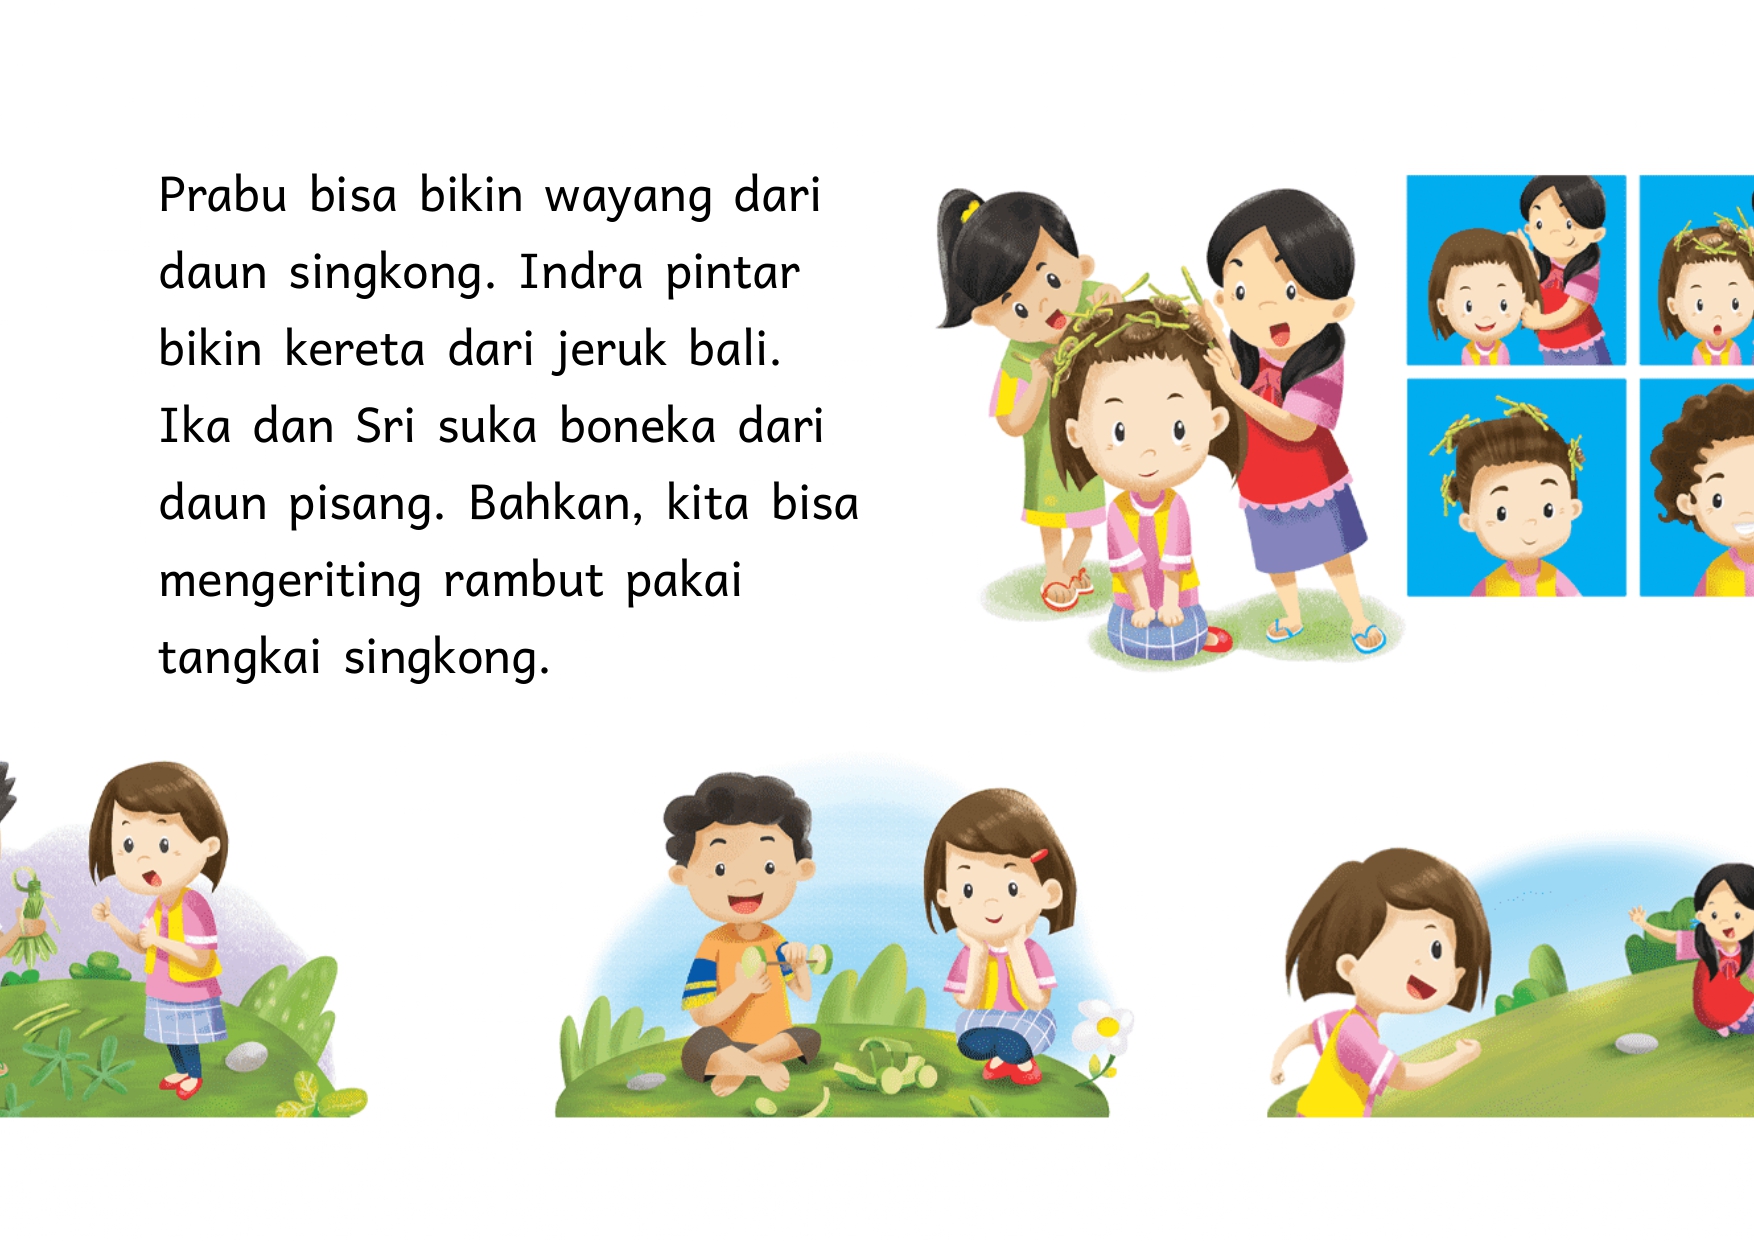 Prabu bisa bikin wayang dari
daun singkong. Indra pintar
bikin kereta dari jeruk bali.
Ika dan Sri suka boneka dari
daun pisang. Bahkan, kita bisa
mengeriting rambut pakai
tangkai singkong.